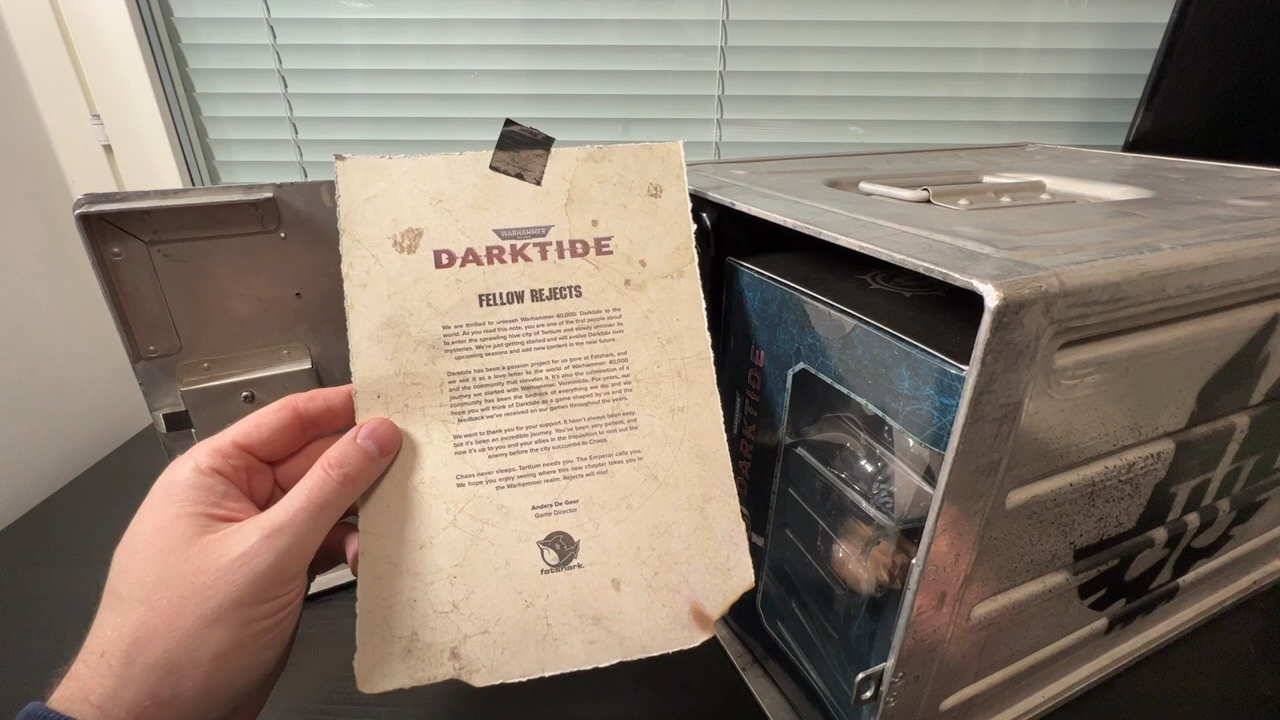 WARHAMMER
DARKTIDE
FELLOW REJECTS
We are thrilled to unleash Warhammer 40,000: Darktide to the
world. As you read this note, you are one of the first people about
to enter the sprawling hive city of Tertium and slowly uncover its
mysteries. We're just getting started and will evolve Darktide over
upcoming seasons and add new content in the near future.
Darktide has been a passion project for us here at Fatshark, and
we see it as a love letter to the world of Warhammer: 40,000
and the community that elevates it. It's also the culmination of a
journey we started with Warhammer: Vermintide. For years, our
community has been the bedrock of everything we do, and we
hope you will think of Darktide as a game shaped by us and the
feedback we've received on our games throughout the years.
We want to thank you for your support. It hasn't always been easy,
but it's been an incredible journey. You've been very patient, and
now it's up to you and your allies in the Inquisition to root out the
enemy before the city succumbs to Chaos.
Chaos never sleeps. Tertium needs you. The Emperor calls you.
We hope you enjoy seeing where this new chapter takes you in
the Warhammer realm. Rejects will rise!
Anders De Geer
Game Director
fatshark
DARKTIDE